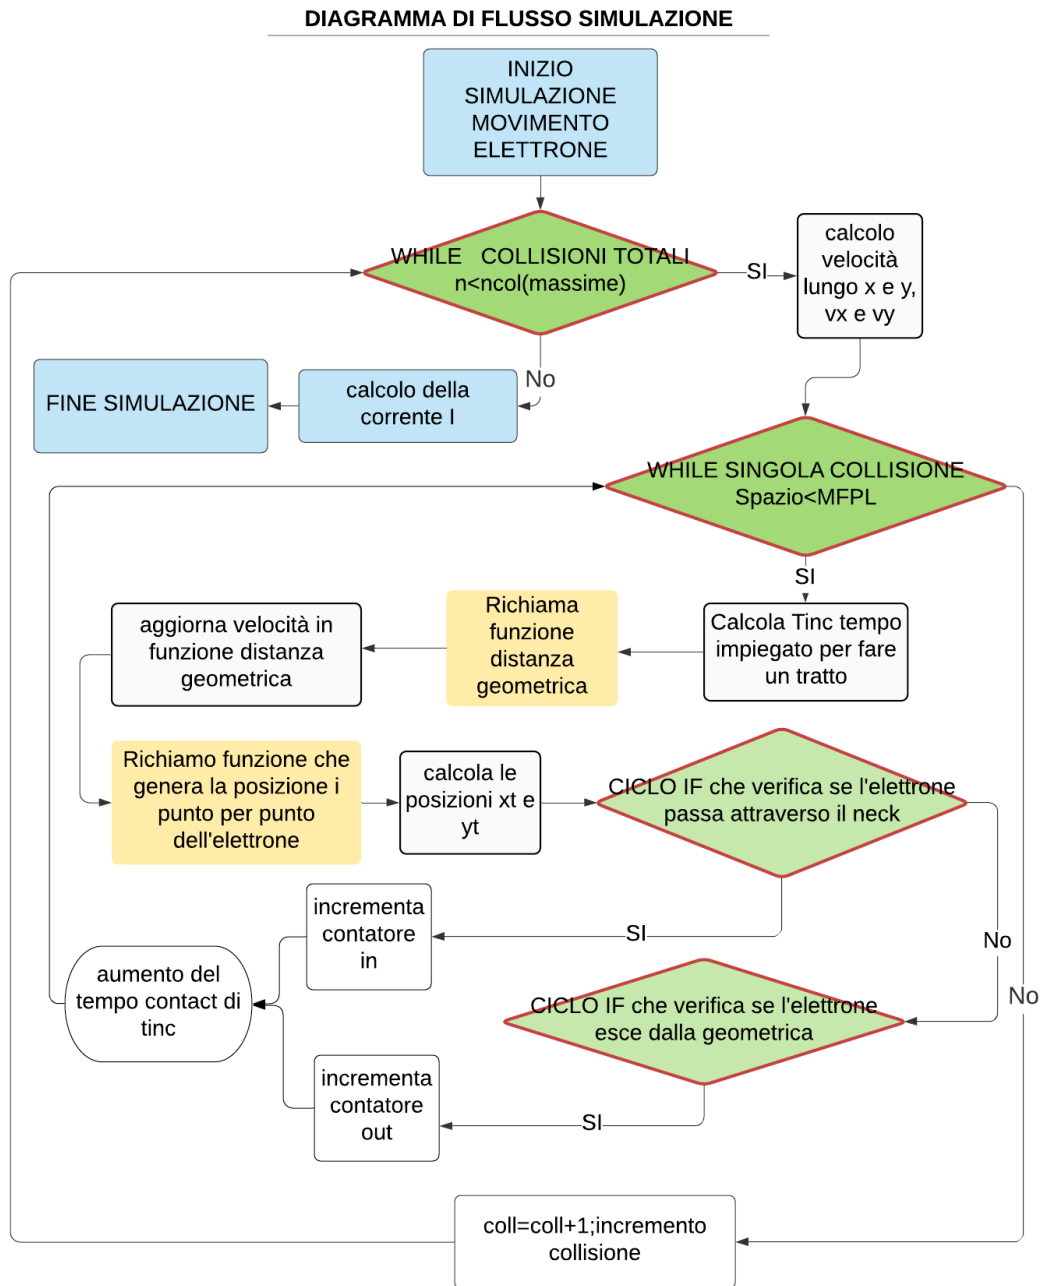 DIAGRAMMA DI FLUSSO SIMULAZIONE
INIZIO
SIMULAZIONE
MOVIMENTO
ELETTRONE
WHILE COLLISIONI TOTALI
n<ncol(massime)
SI
calcolo
velocità
lungo x e y,
vx e vy
No
calcolo della
corrente I
FINE SIMULAZIONE
WHILE SINGOLA COLLISIONE
Spazio<MFPL
SI
Calcola Tinc tempo
impiegato per fare
un tratto
Richiama
funzione
distanza
geometrica
aggiorna velocità in
funzione distanza
geometrica
Richiamo funzione che
genera la posizione i
punto per punto
dell'elettrone
calcola le
posizioni xt e
yt
CICLO IF che verifica se l'elettrone
passa attraverso il neck
SI
No
incrementa
contatore
in
aumento del
tempo contact di
tinc
CICLO IF che verifica se l'elettrone
esce dalla geometrica
No
SI
incrementa
contatore
out
coll=coll+1;incremento
collisione